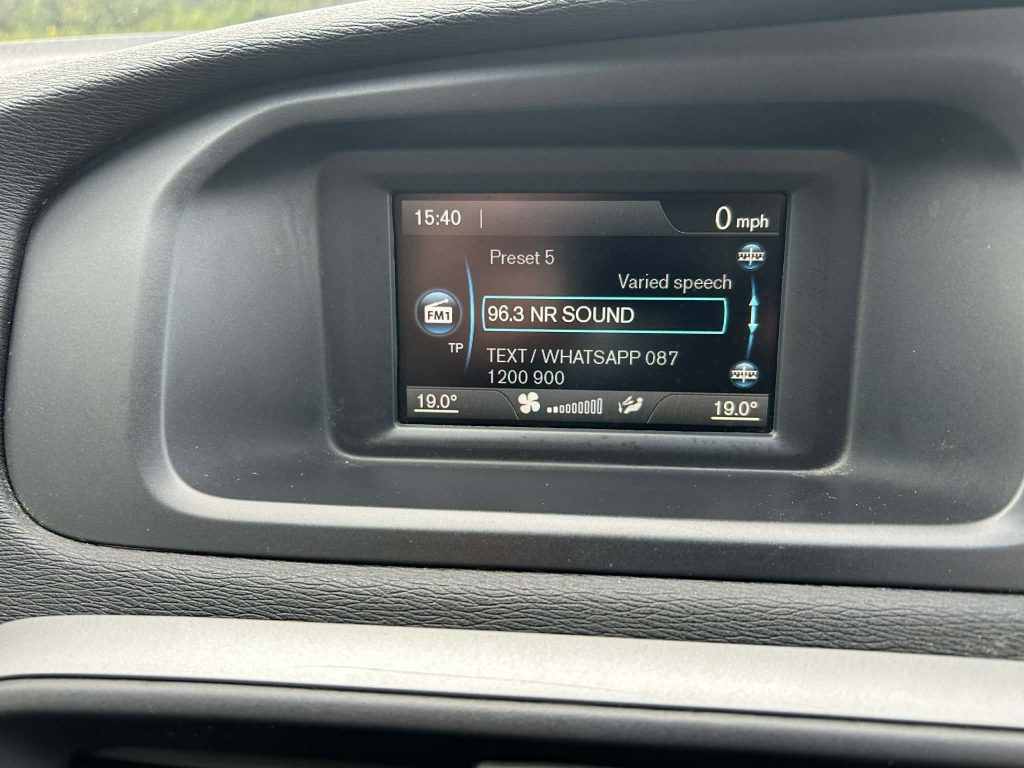 15:40
0 mph
Preset 5
Varied speech
FM1
96.3 NR SOUND
TP
TEXT / WHATSAPP 087
1200 900
19.0°
19.0°